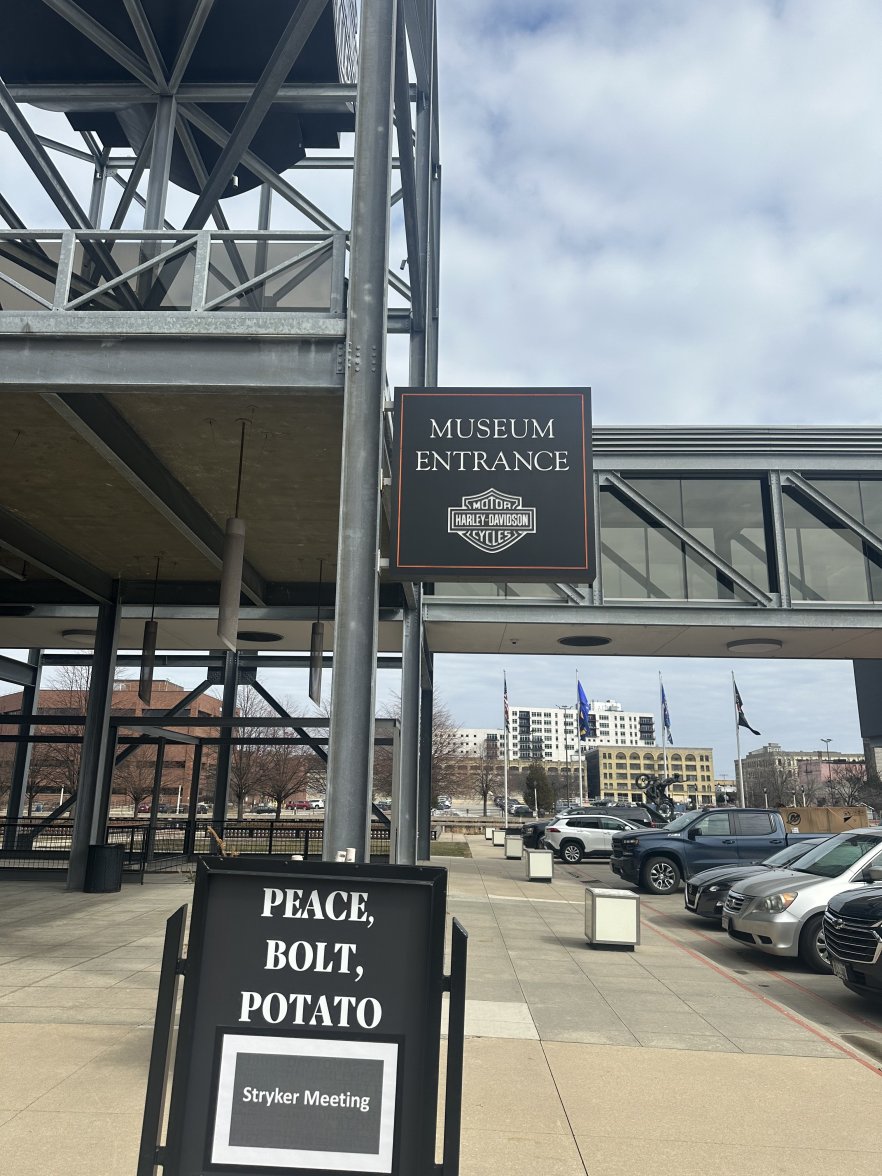 MUSEUM
ENTRANCE
MOTOR
HARLEY-DAVIDSON
CYCLES
PEACE,
BOLT,
POTATO
Stryker Meeting